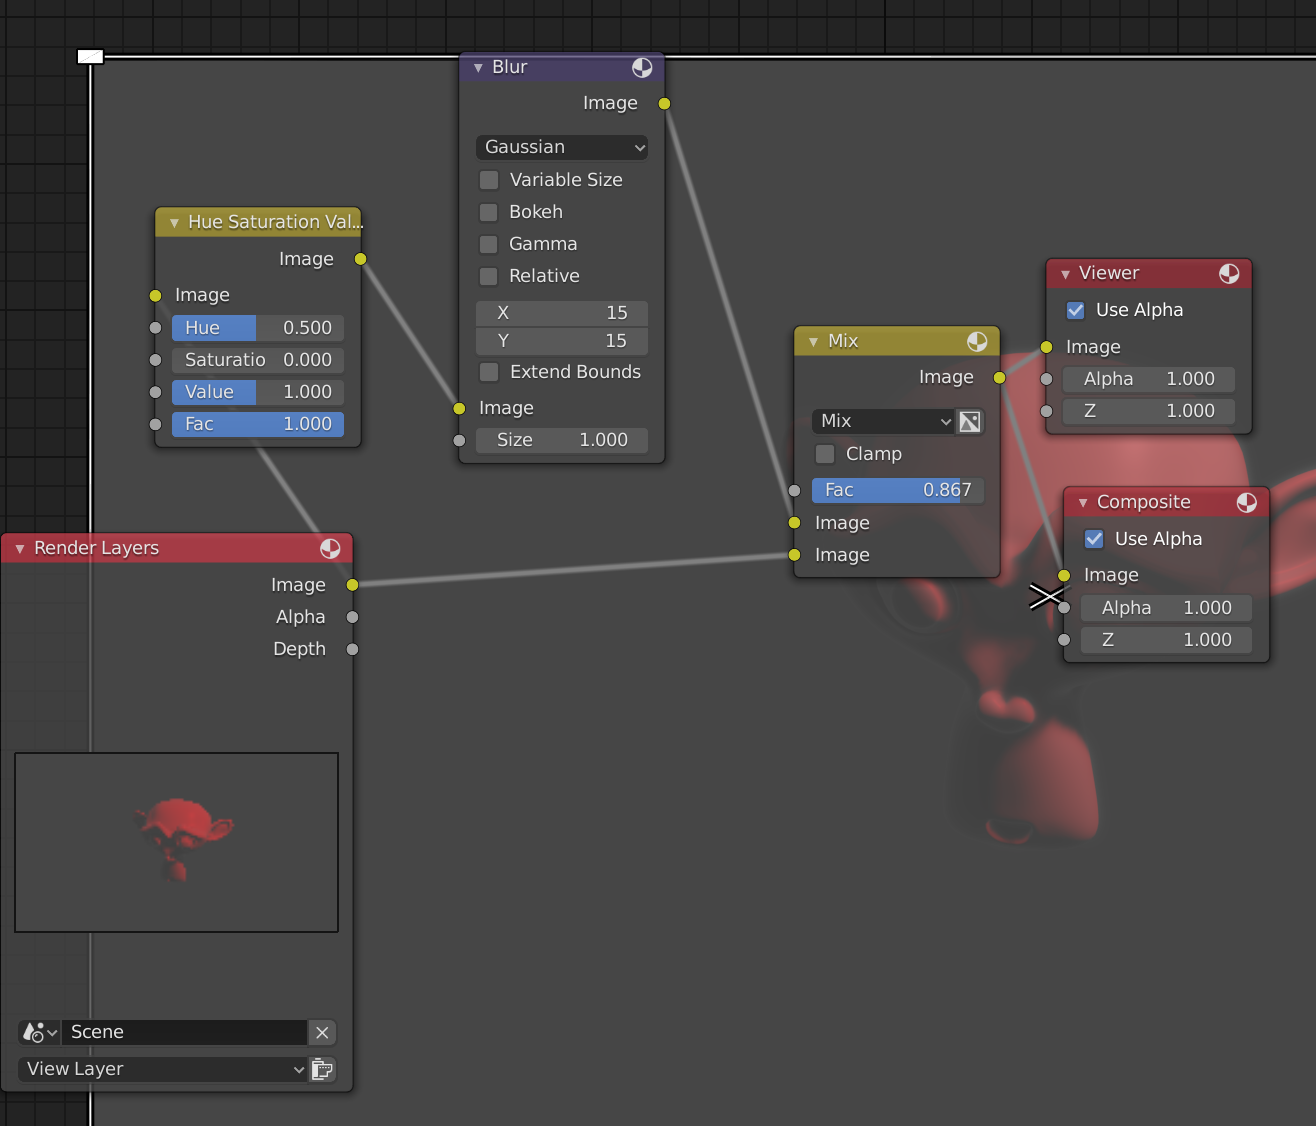 Blur
Image
Gaussian
Variable Size
Bokeh
Gamma
Relative
X 15
Y 15
Extend Bounds
Image
Size 1.000
Hue Saturation Val...
Image
Image
Hue 0.500
Saturatio 0.000
Value 1.000
Fac 1.000
Viewer
Use Alpha
Image
Alpha 1.000
Z 1.000
Mix
Image
Mix
Clamp
Fac 0.867
Image
Image
Composite
Use Alpha
Image
Alpha 1.000
Z 1.000
Render Layers
Image
Alpha
Depth
Scene
View Layer